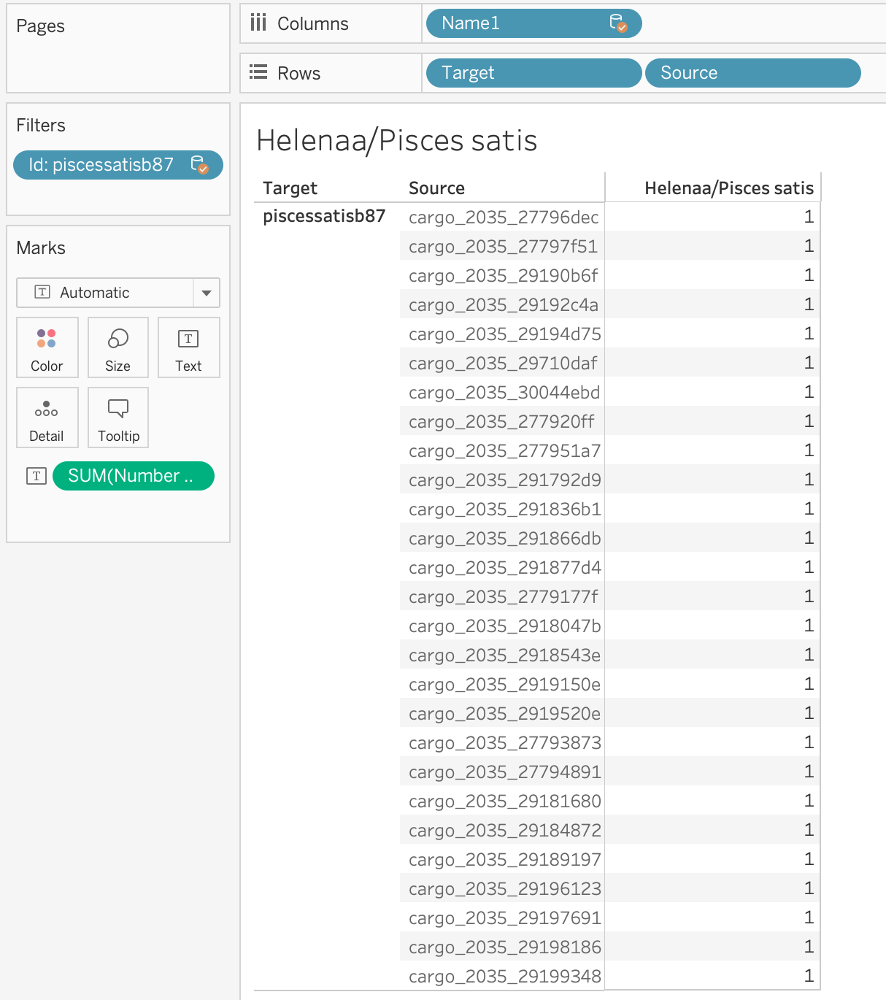 Pages
Columns
Name1
Rows
Target
Source
Filters
Id: piscessatisb87
Marks
Automatic
Color
Size
T
Text
Detail
Tooltip
T
SUM(Number ..
Helenaa/Pisces satis
Target Source Helenaa/Pisces satis
piscessatisb87 cargo_2035_27796dec 1
cargo_2035_27797f51 1
cargo_2035_29190b6f 1
cargo_2035_29192c4a 1
cargo_2035_29194d75 1
cargo_2035_29710daf 1
cargo_2035_30044ebd 1
cargo_2035_277920ff 1
cargo_2035_277951a7 1
cargo_2035_291792d9 1
cargo_2035_291836b1 1
cargo_2035_291866db 1
cargo_2035_291877d4 1
cargo_2035_2779177f 1
cargo_2035_2918047b 1
cargo_2035_2918543e 1
cargo_2035_2919150e 1
cargo_2035_2919520e 1
cargo_2035_27793873 1
cargo_2035_27794891 1
cargo_2035_29181680 1
cargo_2035_29184872 1
cargo_2035_29189197 1
cargo_2035_29196123 1
cargo_2035_29197691 1
cargo_2035_29198186 1
cargo_2035_29199348 1